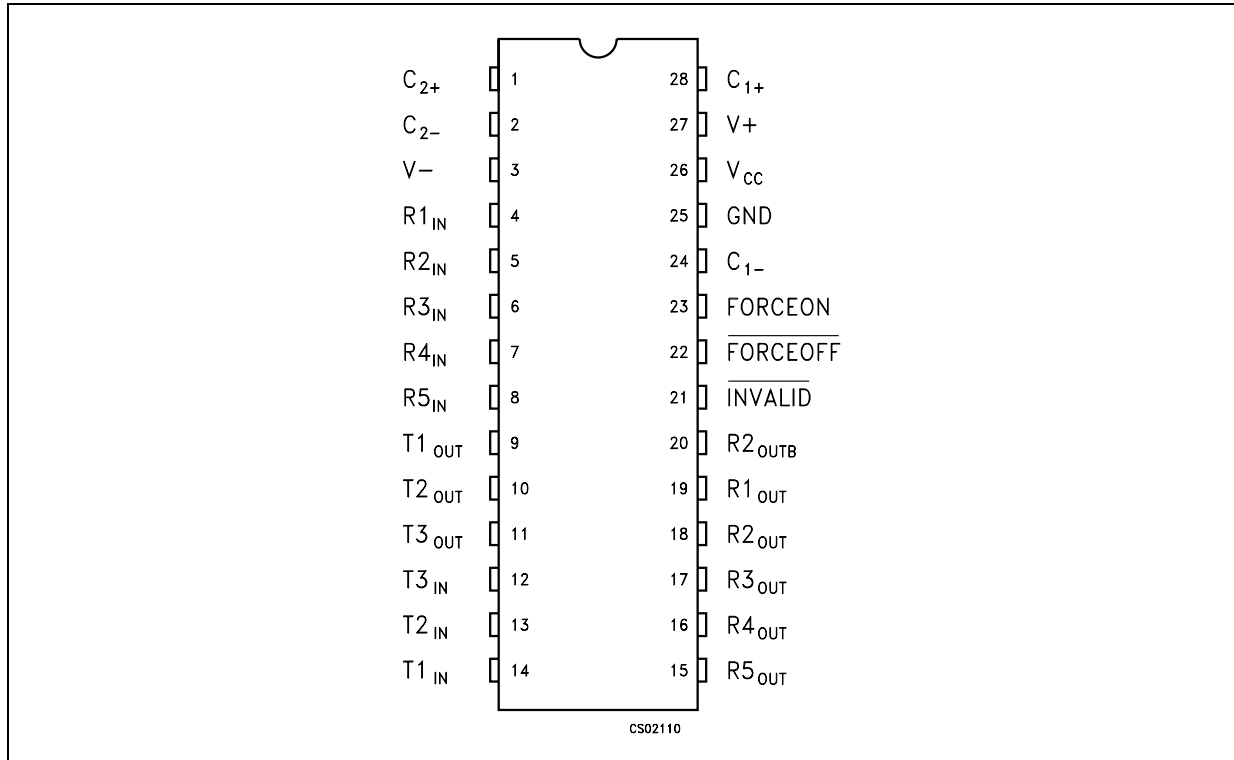 C2+ 1 28 C1+
C2− 2 27 V+
V− 3 26 VCC
R1IN 4 25 GND
R2IN 5 24 C1−
R3IN 6 23 FORCEON
R4IN 7 22 FORCEOFF
R5IN 8 21 INVALID
T1OUT 9 20 R2OUTB
T2OUT 10 19 R1OUT
T3OUT 11 18 R2OUT
T3IN 12 17 R3OUT
T2IN 13 16 R4OUT
T1IN 14 15 R5OUT
CS02110